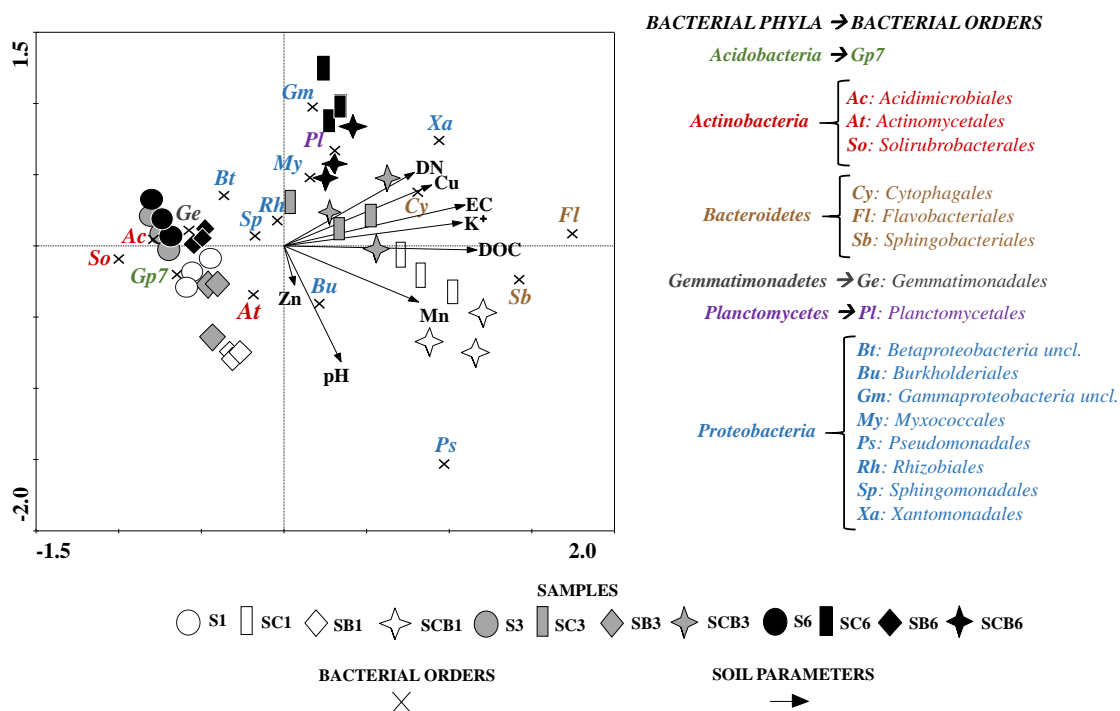 1.5
Gm
Xa
Pl
My
DN
Cu
Bt
Cy
EC
Rh
Fl
Ge
Sp
K+
Ac
DOC
So
Gp7
Zn
Bu
Sb
At
Mn
pH
Ps
-2.0
-1.5
2.0
BACTERIAL PHYLA → BACTERIAL ORDERS
Acidobacteria → Gp7
Actinobacteria
Ac: Acidimicrobiales
At: Actinomycetales
So: Solirubrobacterales
Bacteroidetes
Cy: Cytophagales
Fl: Flavobacteriales
Sb: Sphingobacteriales
Gemmatimonadetes → Ge: Gemmatimonadales
Planctomycetes → Pl: Planctomycetales
Proteobacteria
Bt: Betaproteobacteria uncl.
Bu: Burkholderiales
Gm: Gammaproteobacteria uncl.
My: Myxococcales
Ps: Pseudomonadales
Rh: Rhizobiales
Sp: Sphingomonadales
Xa: Xantomonadales
SAMPLES
S1 SC1 SB1 SCB1 S3 SC3 SB3 SCB3 S6 SC6 SB6 SCB6
BACTERIAL ORDERS
SOIL PARAMETERS